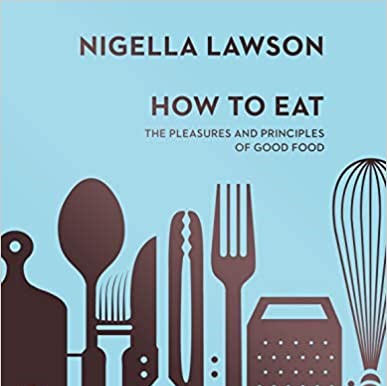 NIGELLA LAWSON
HOW TO EAT
THE PLEASURES AND PRINCIPLES
OF GOOD FOOD